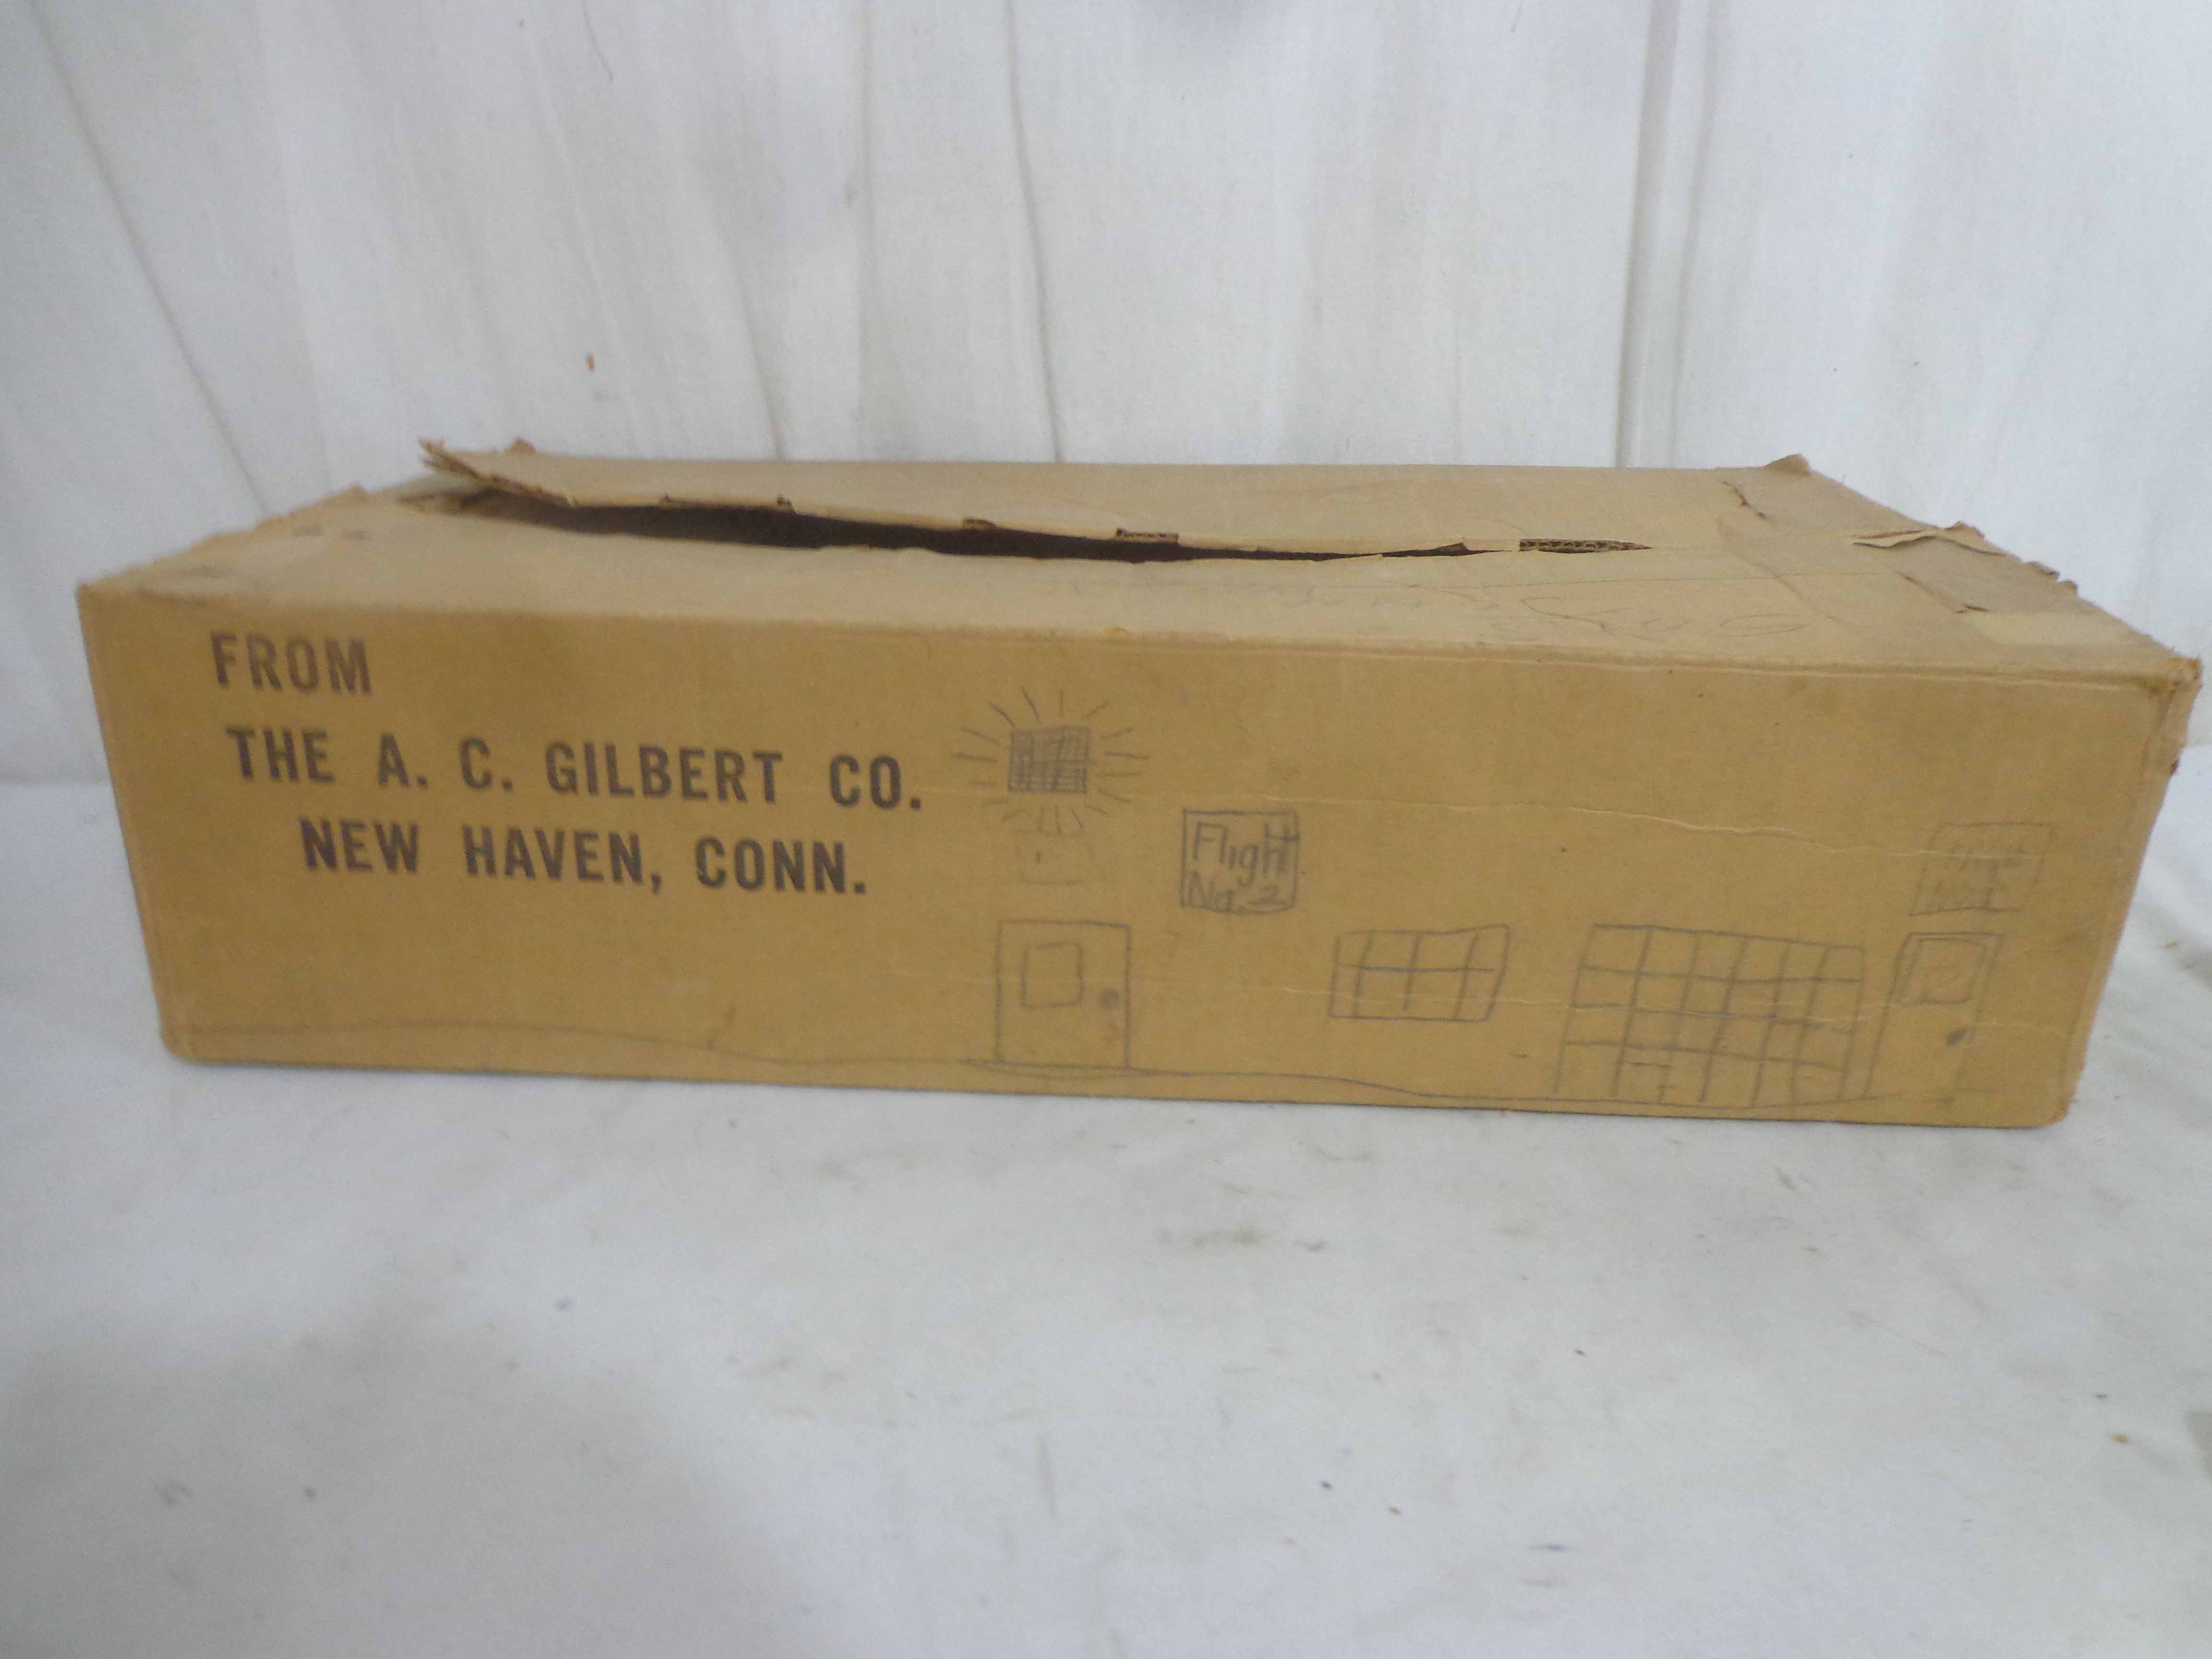 FROM
THE A. C. GILBERT CO.
NEW HAVEN, CONN.
Flight
No. 2